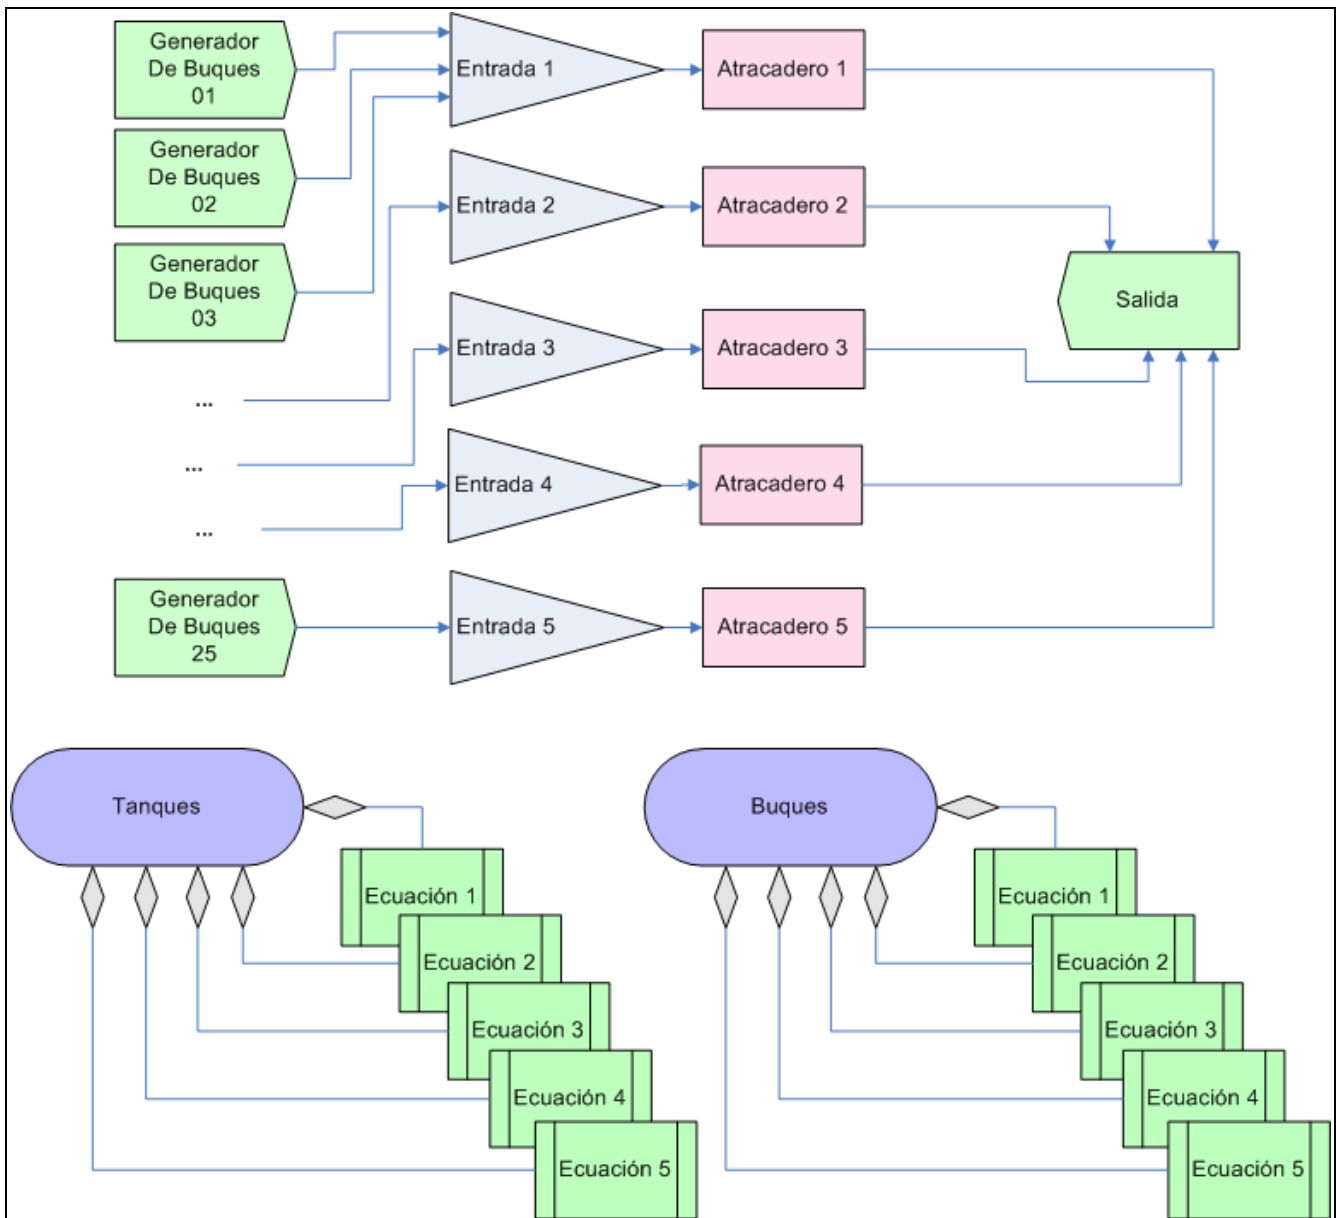 Generador
De Buques
01
Entrada 1
Atracadero 1
Generador
De Buques
02
Entrada 2
Atracadero 2
Generador
De Buques
03
Salida
Entrada 3
Atracadero 3
...
...
Entrada 4
Atracadero 4
...
Generador
De Buques
25
Entrada 5
Atracadero 5
Tanques
Ecuación 1
Ecuación 2
Ecuación 3
Ecuación 4
Ecuación 5
Buques
Ecuación 1
Ecuación 2
Ecuación 3
Ecuación 4
Ecuación 5